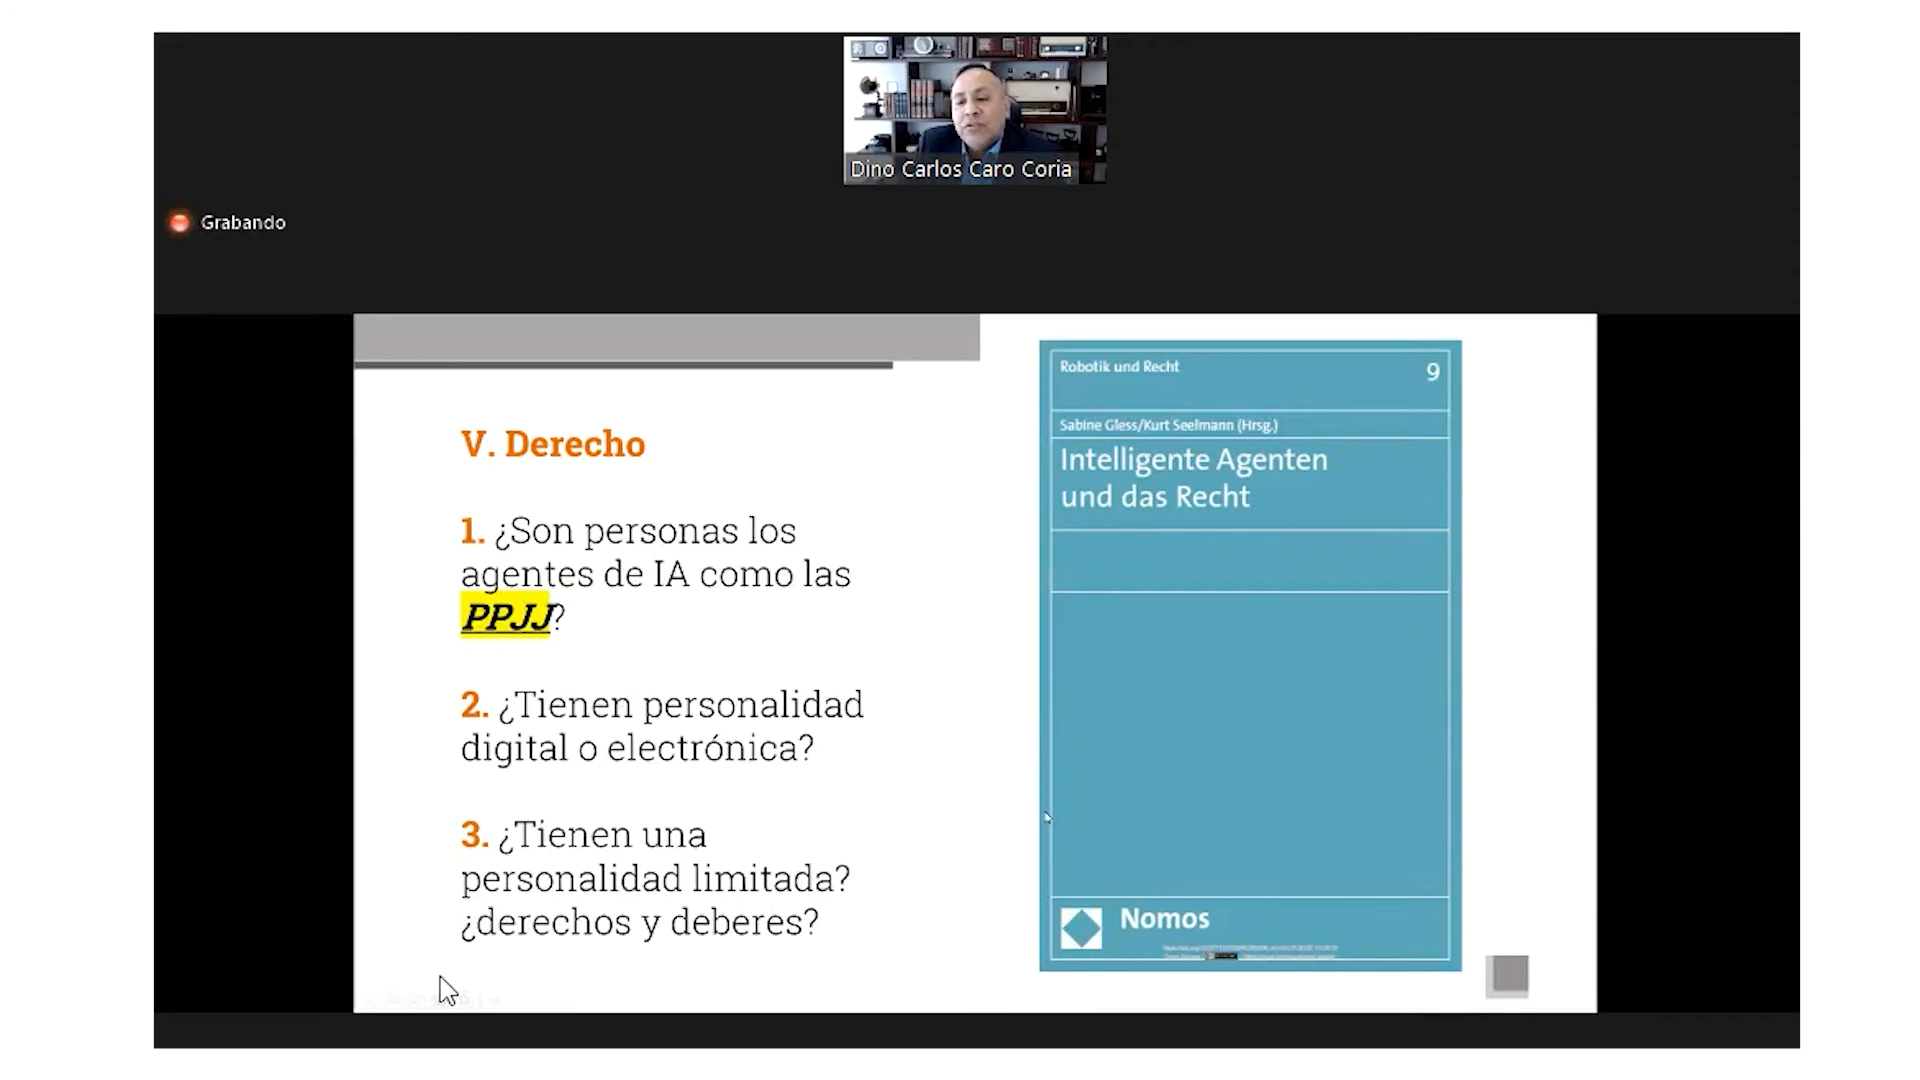 Dino Carlos Caro Coria
Grabando
V. Derecho
1. ¿Son personas los
agentes de IA como las
PPJJ?
2. ¿Tienen personalidad
digital o electrónica?
3. ¿Tienen una
personalidad limitada?
¿derechos y deberes?
Robotik und Recht
9
Sabine Gless/Kurt Seelmann (Hrsg.)
Intelligente Agenten
und das Recht
Nomos